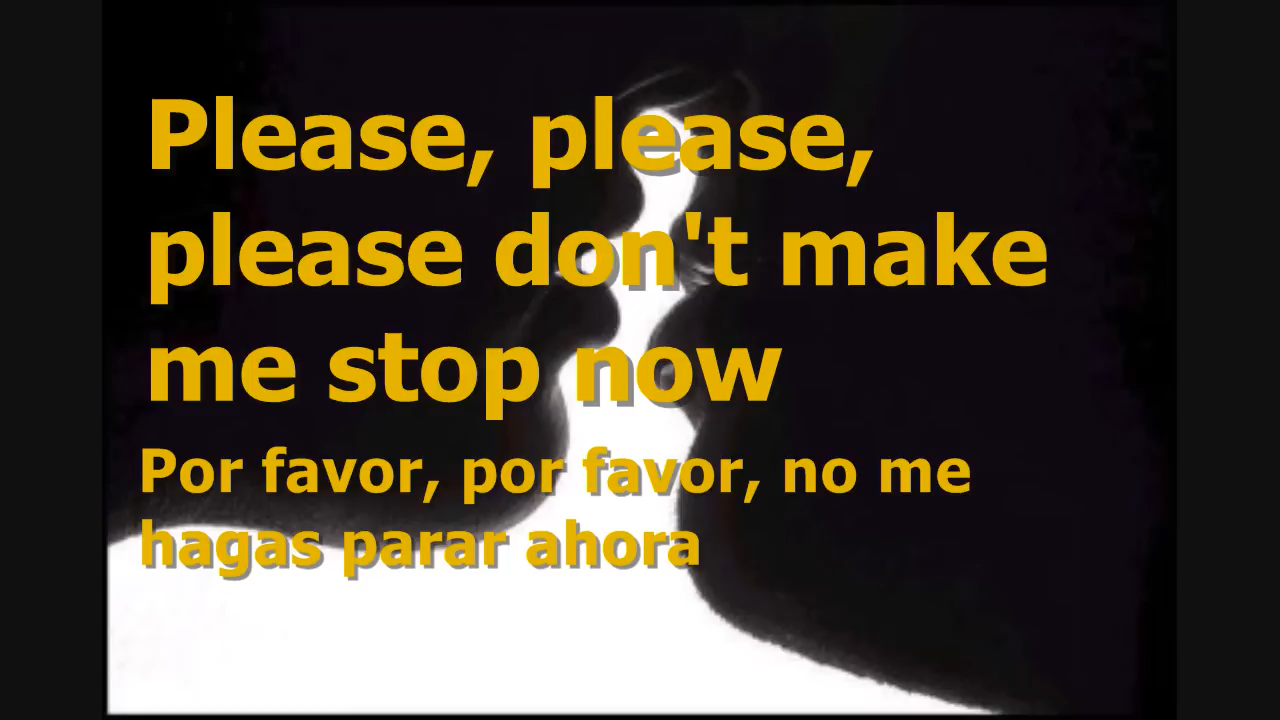 Please, please,
please don't make
me stop now
Por favor, por favor, no me
hagas parar ahora